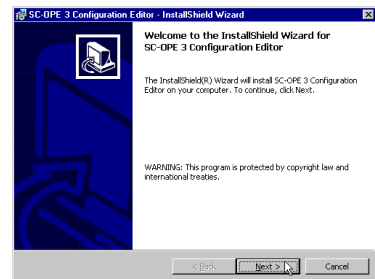 SC-OPE 3 Configuration Editor - InstallShield Wizard
Welcome to the InstallShield Wizard for
SC-OPE 3 Configuration Editor
The InstallShield(R) Wizard will install SC-OPE 3 Configuration
Editor on your computer. To continue, click Next.
WARNING: This program is protected by copyright law and
international treaties.
< Back Next > Cancel